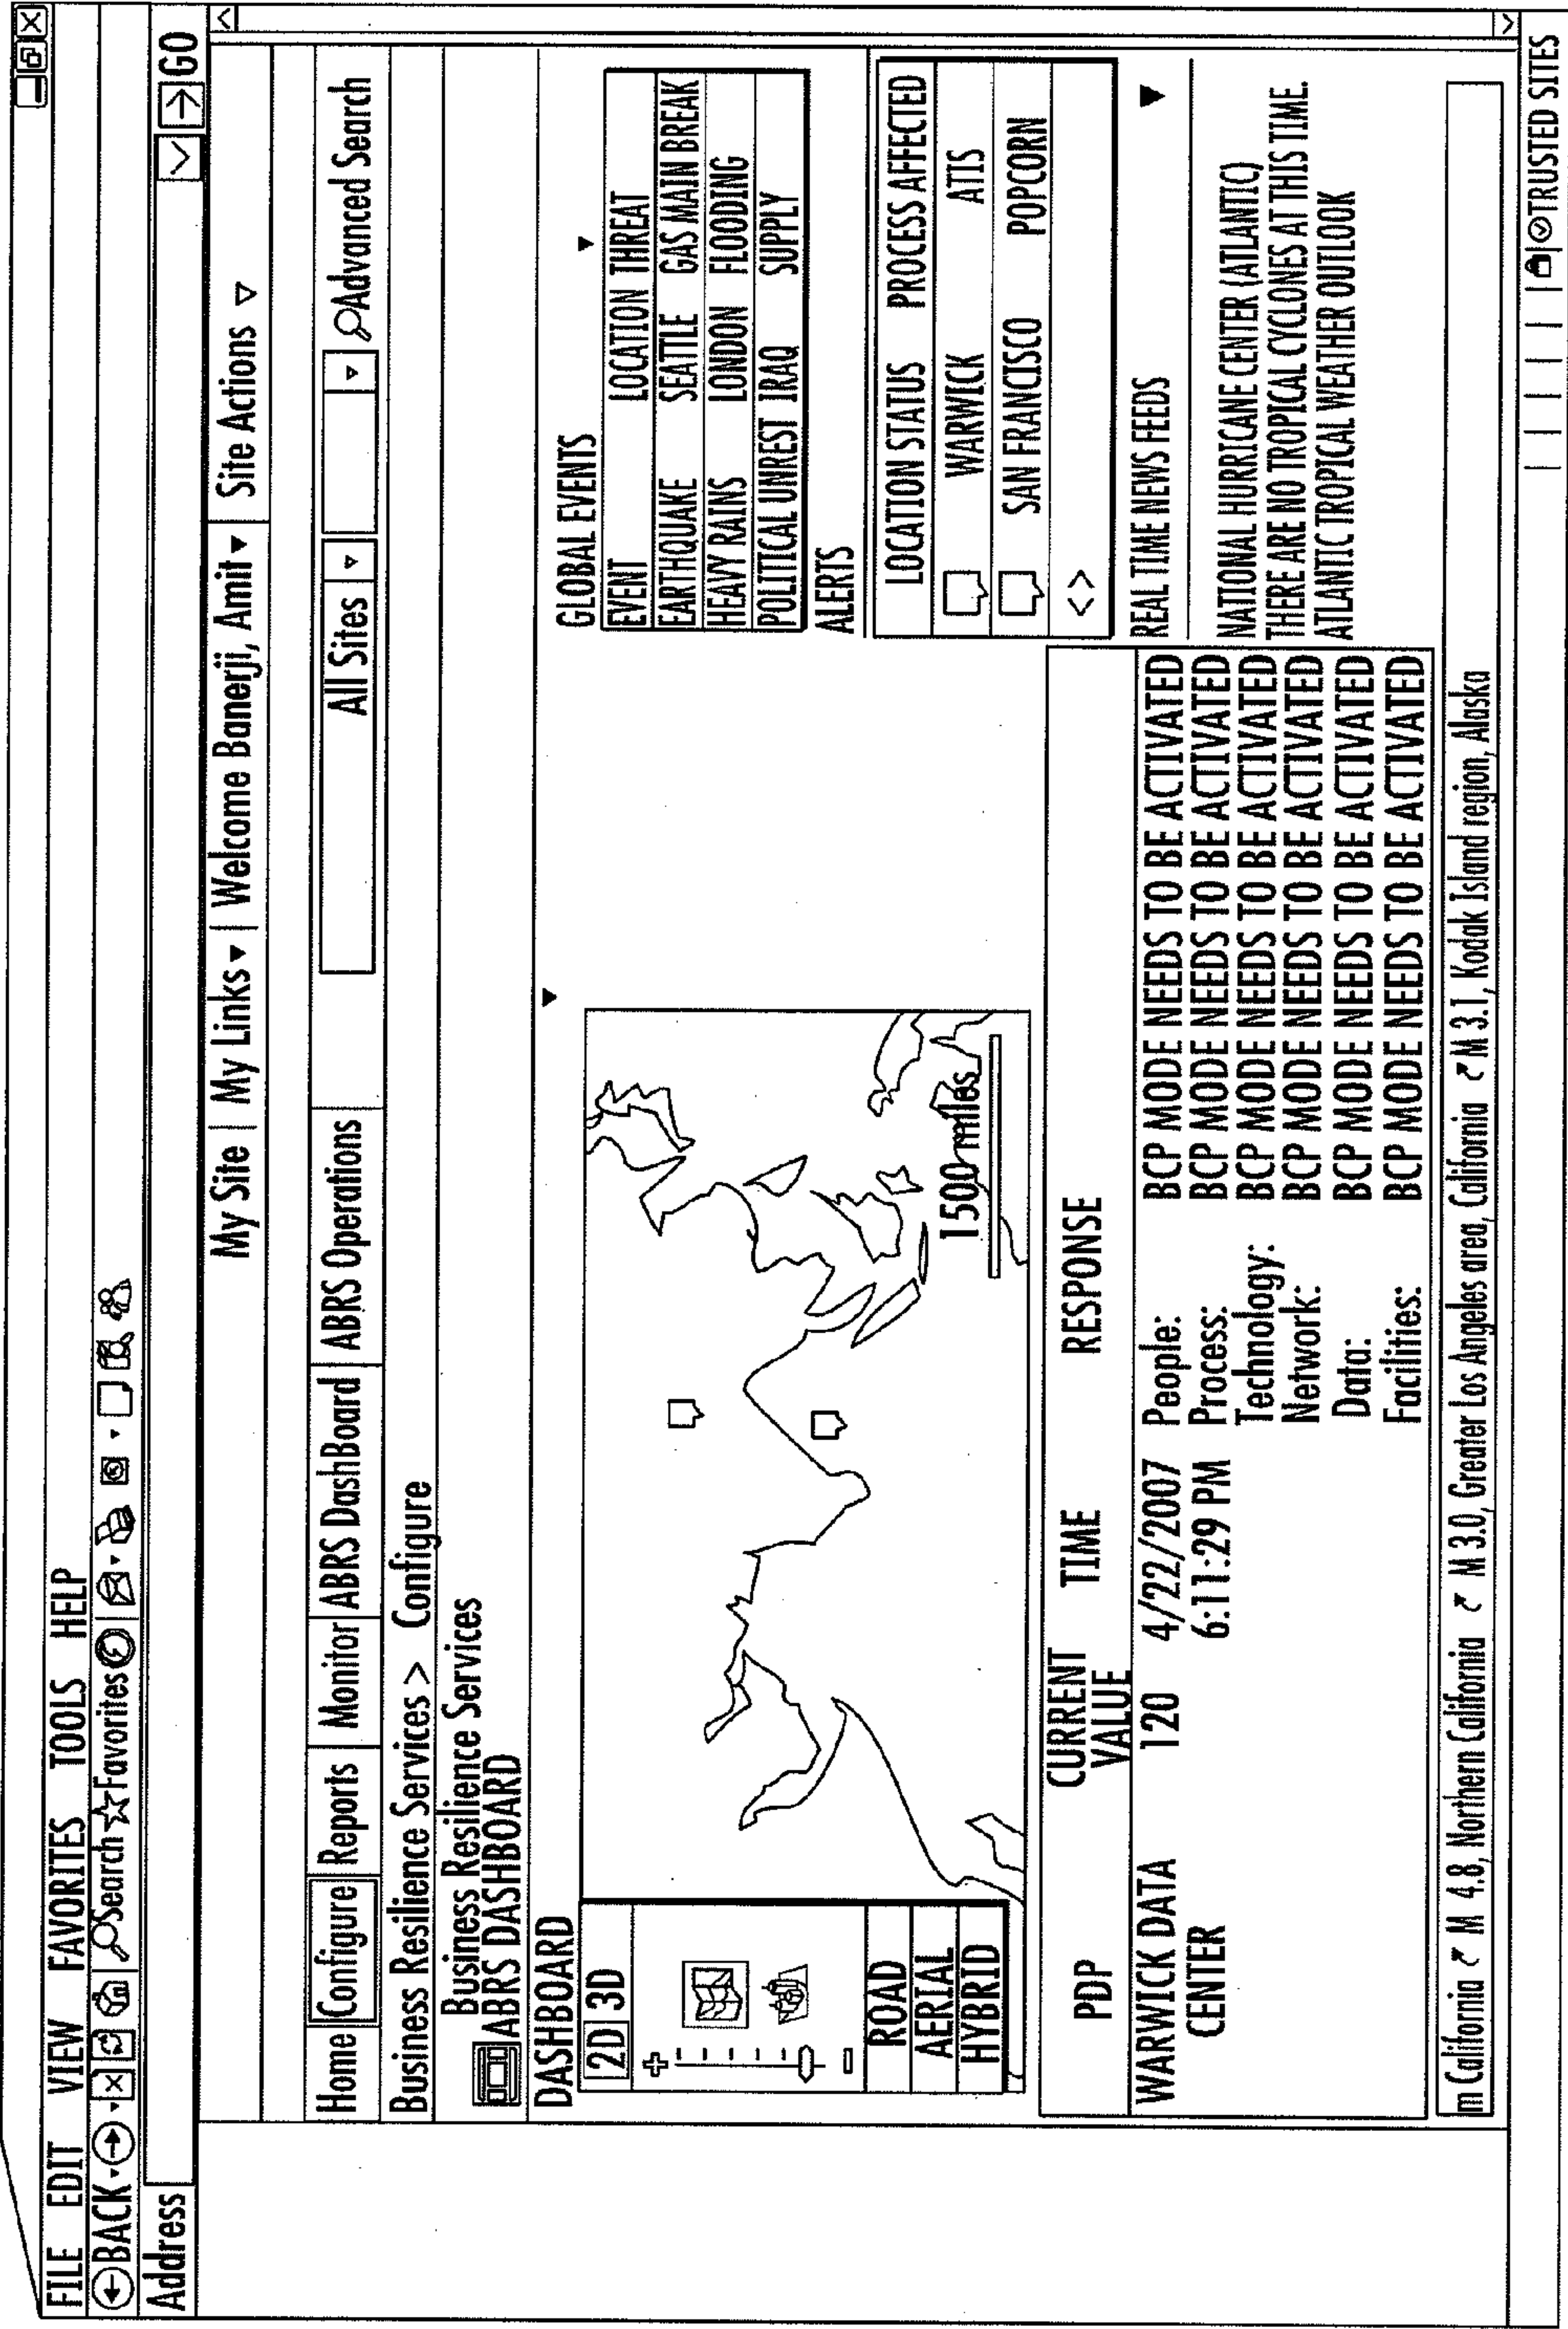 FILE EDIT VIEW FAVORITES TOOLS HELP
BACK Search Favorites
Address GO
My Site | My Links | Welcome Banerji, Amit | Site Actions
Home Configure Reports Monitor ABRS DashBoard ABRS Operations All Sites Advanced Search
Business Resilience Services > Configure
Business Resilience Services
ABRS DASHBOARD
DASHBOARD
2D 3D
ROAD
AERIAL
HYBRID
1500 miles
GLOBAL EVENTS
EVENT LOCATION THREAT
EARTHQUAKE SEATTLE GAS MAIN BREAK
HEAVY RAINS LONDON FLOODING
POLITICAL UNREST IRAQ SUPPLY
ALERTS
LOCATION STATUS PROCESS AFFECTED
WARWICK ATIS
SAN FRANCISCO POPCORN
< >
REAL TIME NEWS FEEDS
NATIONAL HURRICANE CENTER (ATLANTIC)
THERE ARE NO TROPICAL CYCLONES AT THIS TIME.
ATLANTIC TROPICAL WEATHER OUTLOOK
PDP CURRENT VALUE TIME RESPONSE
WARWICK DATA CENTER 120 4/22/2007 6:11:29 PM
People: BCP MODE NEEDS TO BE ACTIVATED
Process: BCP MODE NEEDS TO BE ACTIVATED
Technology: BCP MODE NEEDS TO BE ACTIVATED
Network: BCP MODE NEEDS TO BE ACTIVATED
Data: BCP MODE NEEDS TO BE ACTIVATED
Facilities: BCP MODE NEEDS TO BE ACTIVATED
m California M 4.8, Northern California M 3.0, Greater Los Angeles area, California M 3.1, Kodak Island region, Alaska
TRUSTED SITES